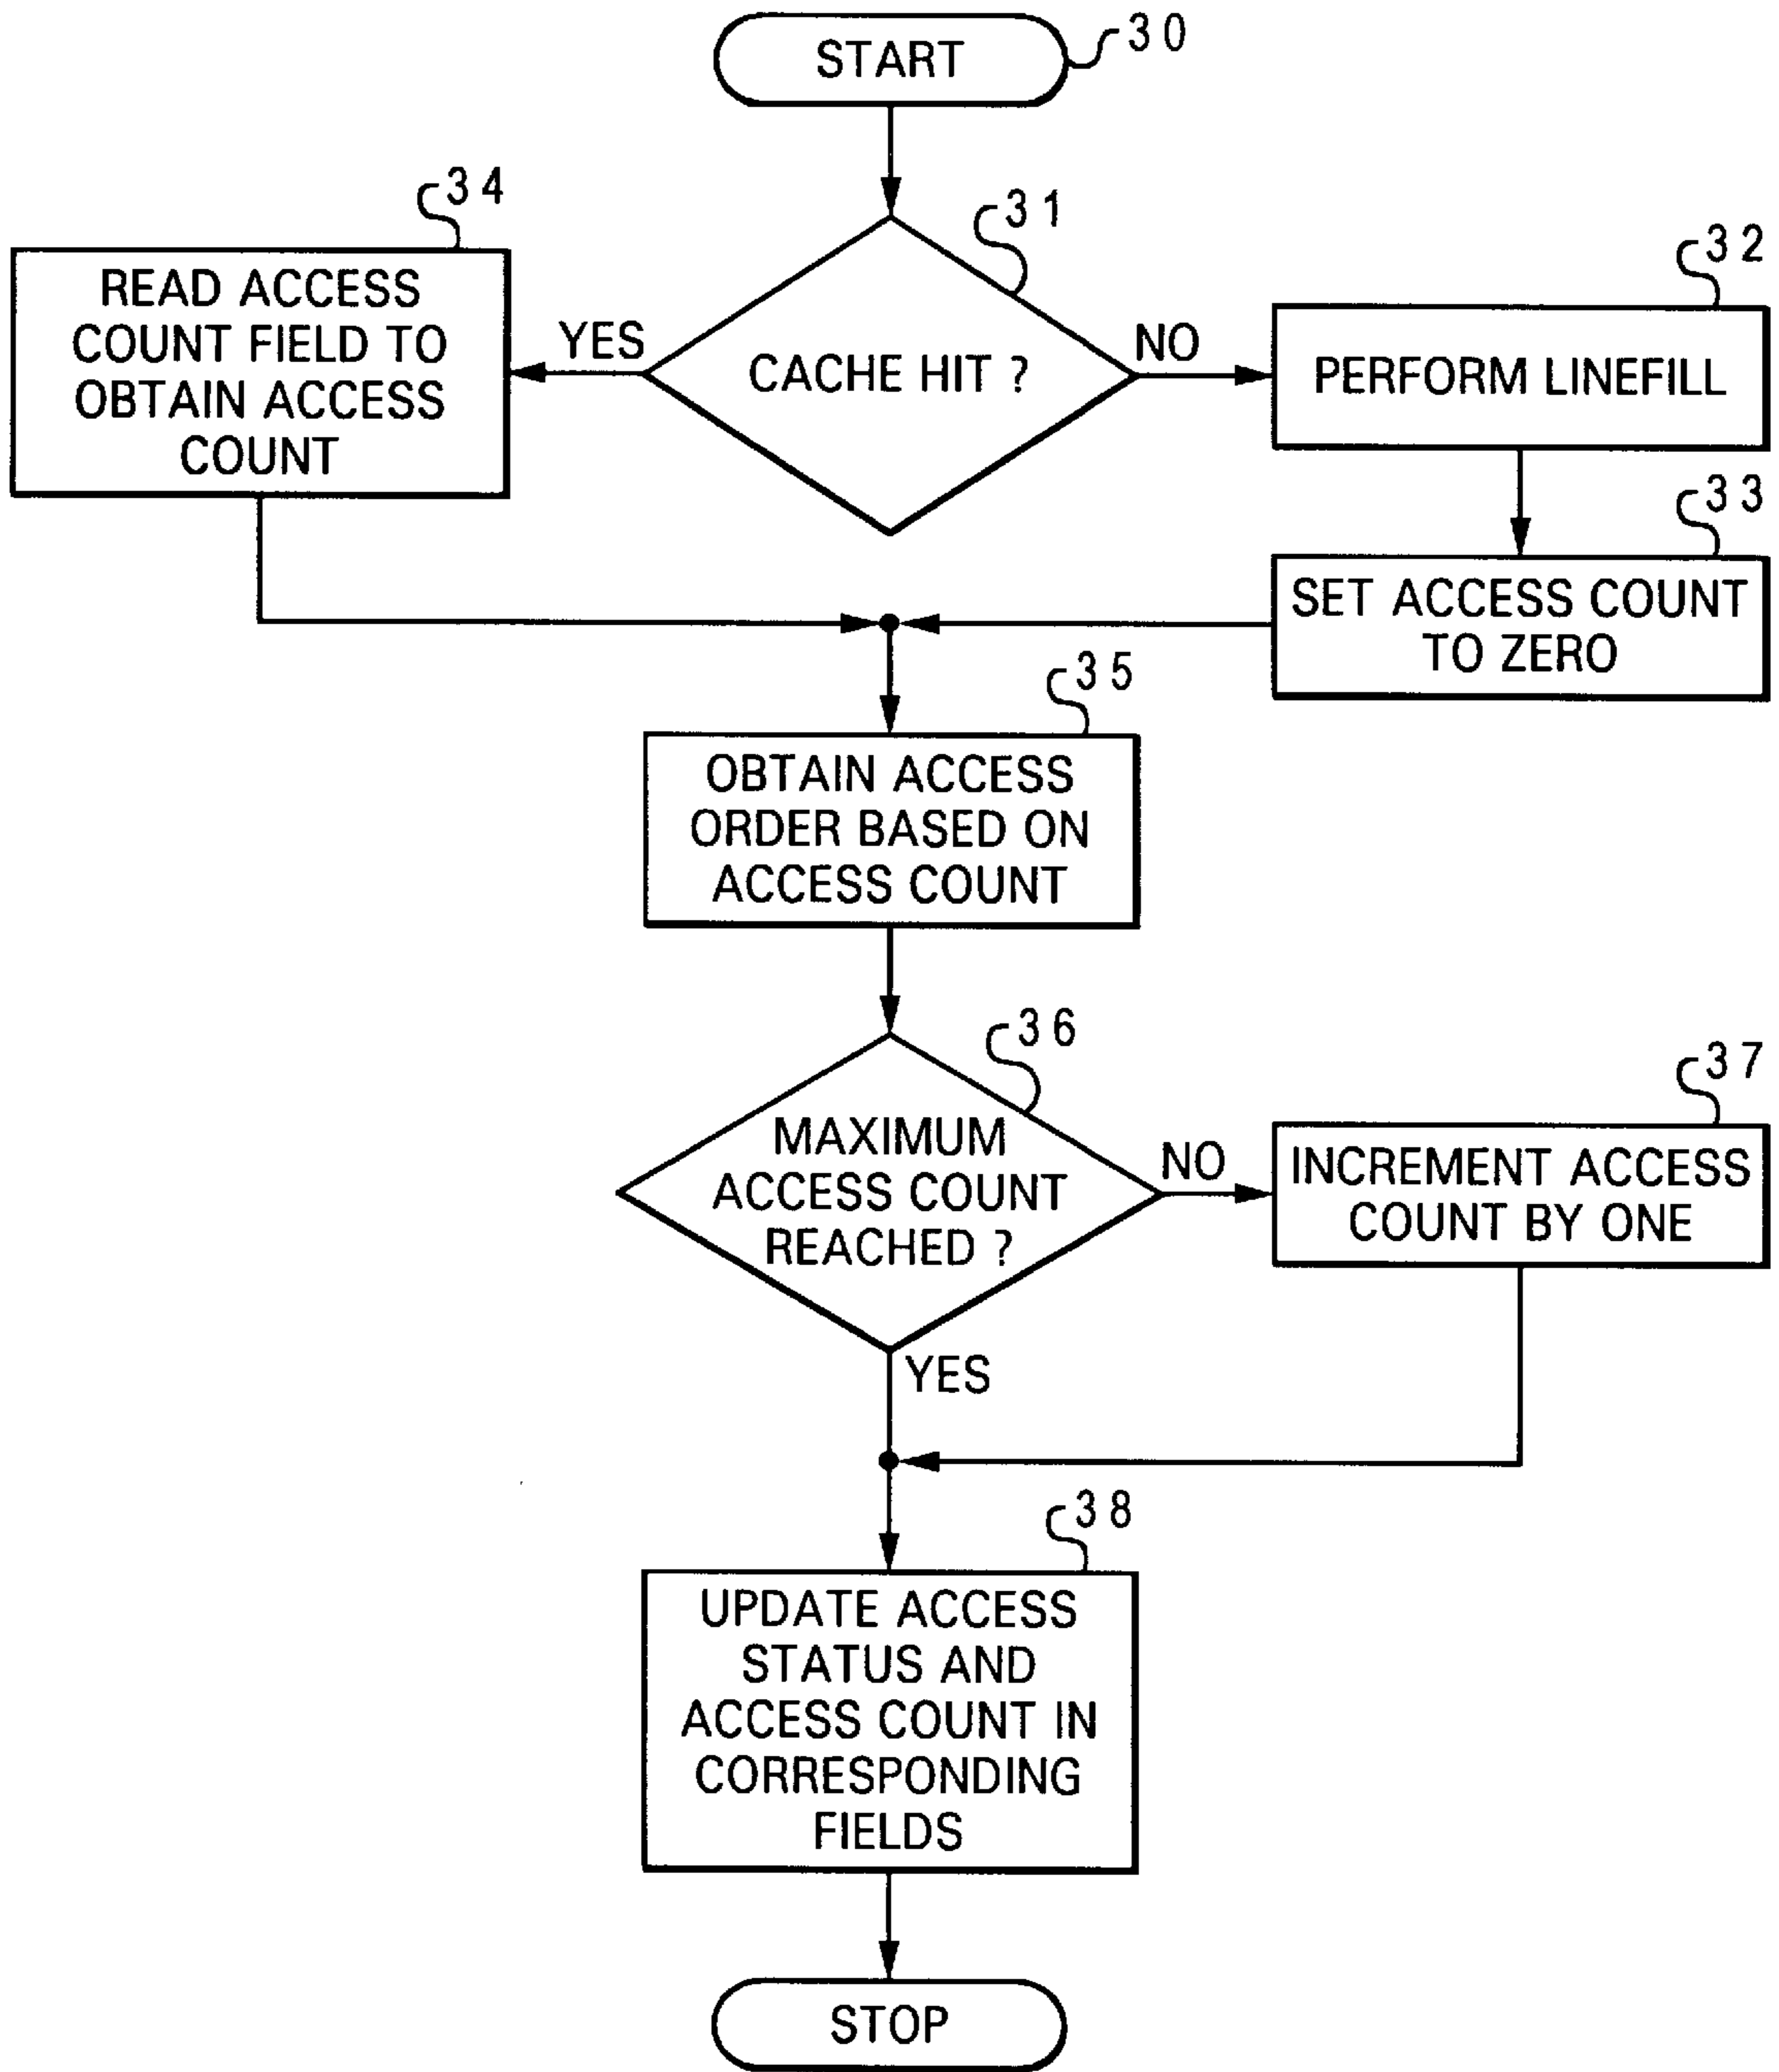 START
30
34
READ ACCESS
COUNT FIELD TO
OBTAIN ACCESS
COUNT
YES
31
CACHE HIT ?
NO
32
PERFORM LINEFILL
33
SET ACCESS COUNT
TO ZERO
35
OBTAIN ACCESS
ORDER BASED ON
ACCESS COUNT
36
MAXIMUM
ACCESS COUNT
REACHED ?
NO
37
INCREMENT ACCESS
COUNT BY ONE
YES
38
UPDATE ACCESS
STATUS AND
ACCESS COUNT IN
CORRESPONDING
FIELDS
STOP